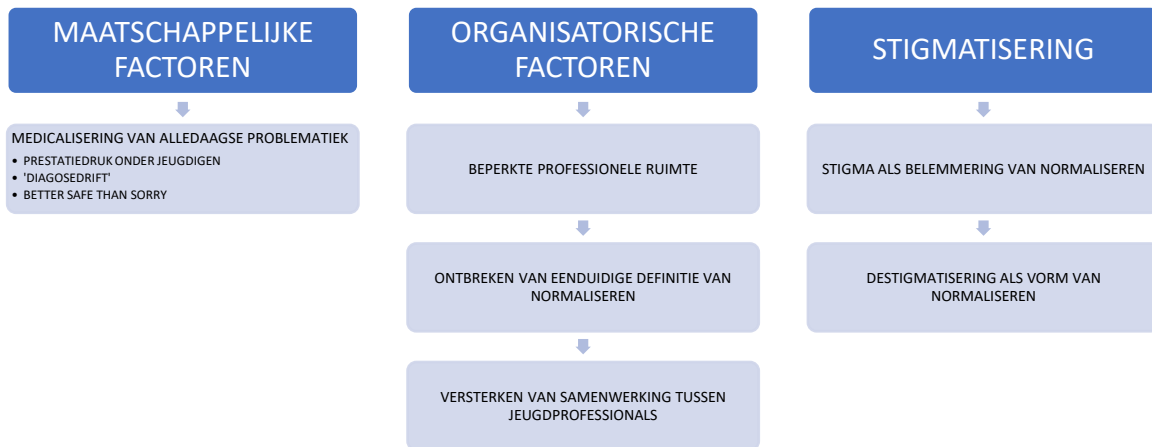 MAATSCHAPPELIJKE
FACTOREN
MEDICALISERING VAN ALLEDAAGSE PROBLEMATIEK
• PRESTATIEDRUK ONDER JEUGDIGEN
• 'DIAGOSEDRIFT'
• BETTER SAFE THAN SORRY
ORGANISATORISCHE
FACTOREN
BEPERKTE PROFESSIONELE RUIMTE
ONTBREKEN VAN EENDUIDIGE DEFINITIE VAN
NORMALISEREN
VERSTERKEN VAN SAMENWERKING TUSSEN
JEUGDPROFESSIONALS
STIGMATISERING
STIGMA ALS BELEMMERING VAN NORMALISEREN
DESTIGMATISERING ALS VORM VAN
NORMALISEREN